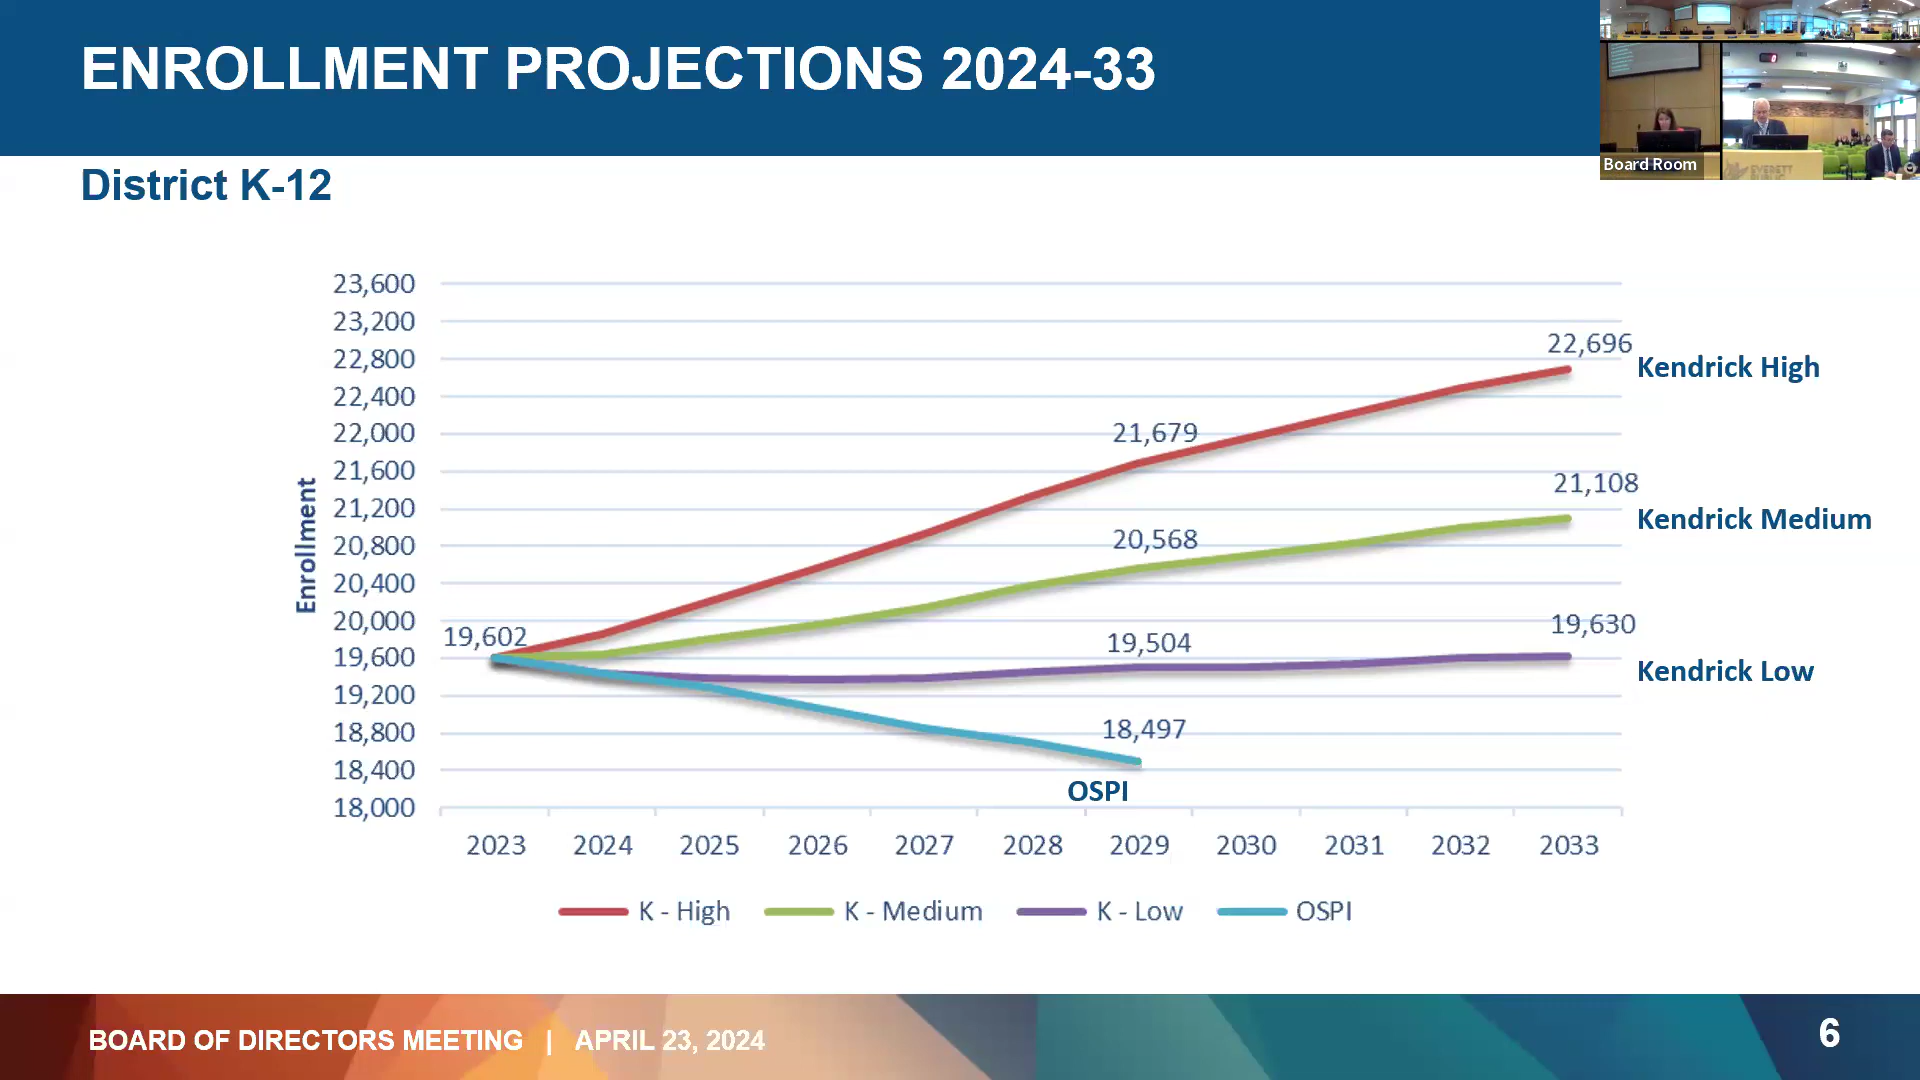 ENROLLMENT PROJECTIONS 2024-33
Board Room
EVERETT
District K-12
23,600
23,200
22,800
22,400
22,000
21,600
21,200
20,800
20,400
20,000
19,600
19,200
18,800
18,400
18,000
Enrollment
22,696
Kendrick High
21,679
21,108
Kendrick Medium
20,568
19,602
19,504
19,630
Kendrick Low
18,497
OSPI
2023 2024 2025 2026 2027 2028 2029 2030 2031 2032 2033
K - High K - Medium K - Low OSPI
BOARD OF DIRECTORS MEETING | APRIL 23, 2024
6